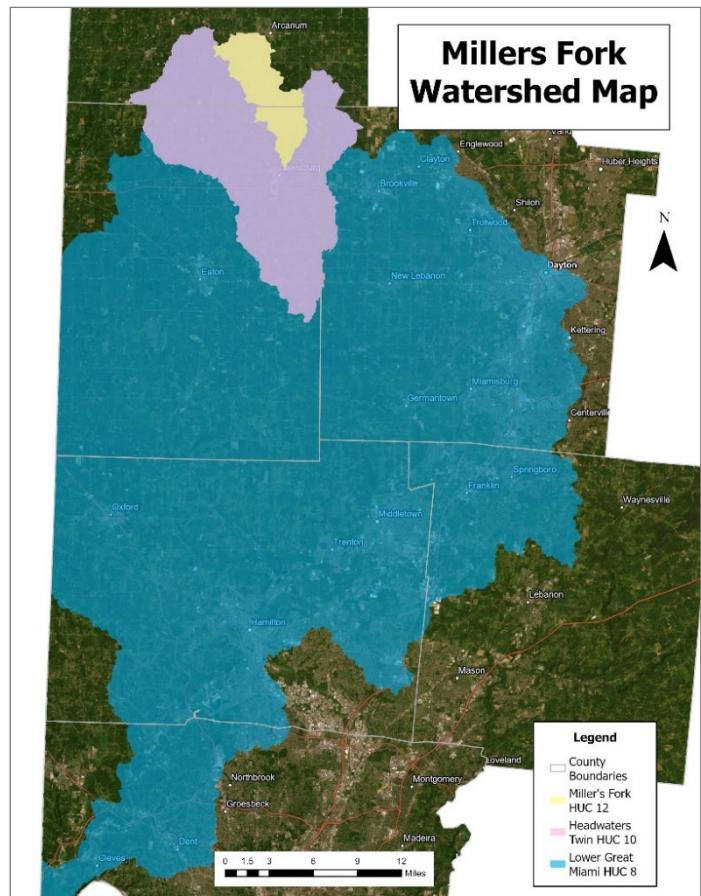 Arcanum
Millers Fork
Watershed Map
Englewood
Clayton
Huber Heights
Brookville
Shiloh
Trotwood
N
Eaton
New Lebanon
Dayton
Kettering
Miamisburg
Germantown
Centerville
Springboro
Franklin
Waynesville
Oxford
Middletown
Trenton
Lebanon
Hamilton
Mason
Legend
County
Boundaries
Miller's Fork
HUC 12
Headwaters
Twin HUC 10
Lower Great
Miami HUC 8
Loveland
Northbrook
Montgomery
Groesbeck
Dent
Madeira
Cleves
0 1.5 3 6 9 12
Miles